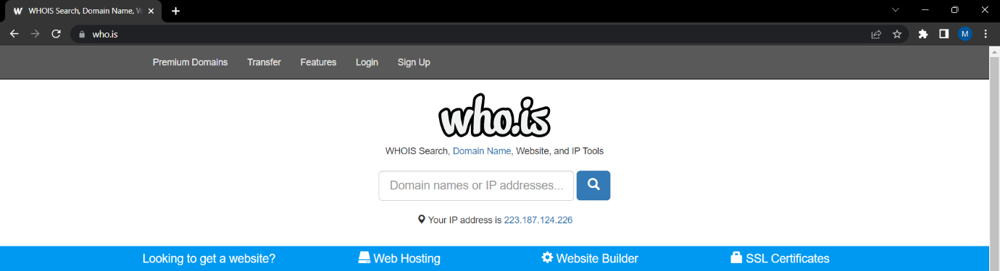 W WHOIS Search, Domain Name, W
who.is
M
Premium Domains Transfer Features Login Sign Up
who.is
WHOIS Search, Domain Name, Website, and IP Tools
Domain names or IP addresses...
Your IP address is 223.187.124.226
Looking to get a website? Web Hosting Website Builder SSL Certificates